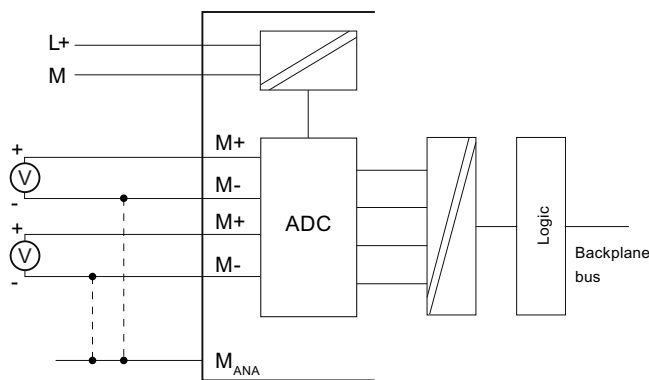 L+
M
M+
+
V
-
M-
M+
+
V
-
M-
ADC
Logic
Backplane
bus
MANA